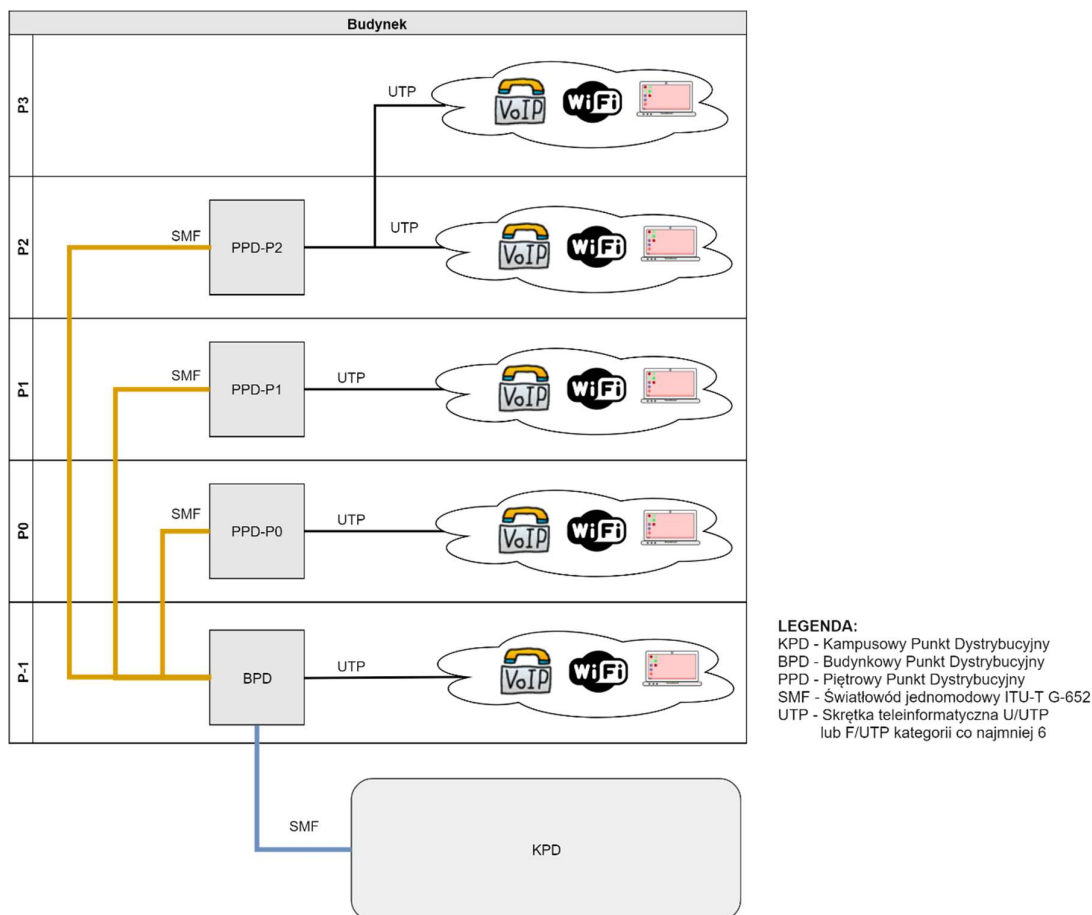 Budynek
P3
UTP
VoIP
WiFi
P2
SMF
PPD-P2
UTP
VoIP
WiFi
P1
SMF
PPD-P1
UTP
VoIP
WiFi
P0
SMF
PPD-P0
UTP
VoIP
WiFi
P-1
BPD
UTP
VoIP
WiFi
SMF
KPD
LEGENDA:
KPD - Kampusowy Punkt Dystrybucyjny
BPD - Budynkowy Punkt Dystrybucyjny
PPD - Piętrowy Punkt Dystrybucyjny
SMF - Światłowód jednomodowy ITU-T G-652
UTP - Skrętka teleinformatyczna U/UTP
lub F/UTP kategorii co najmniej 6